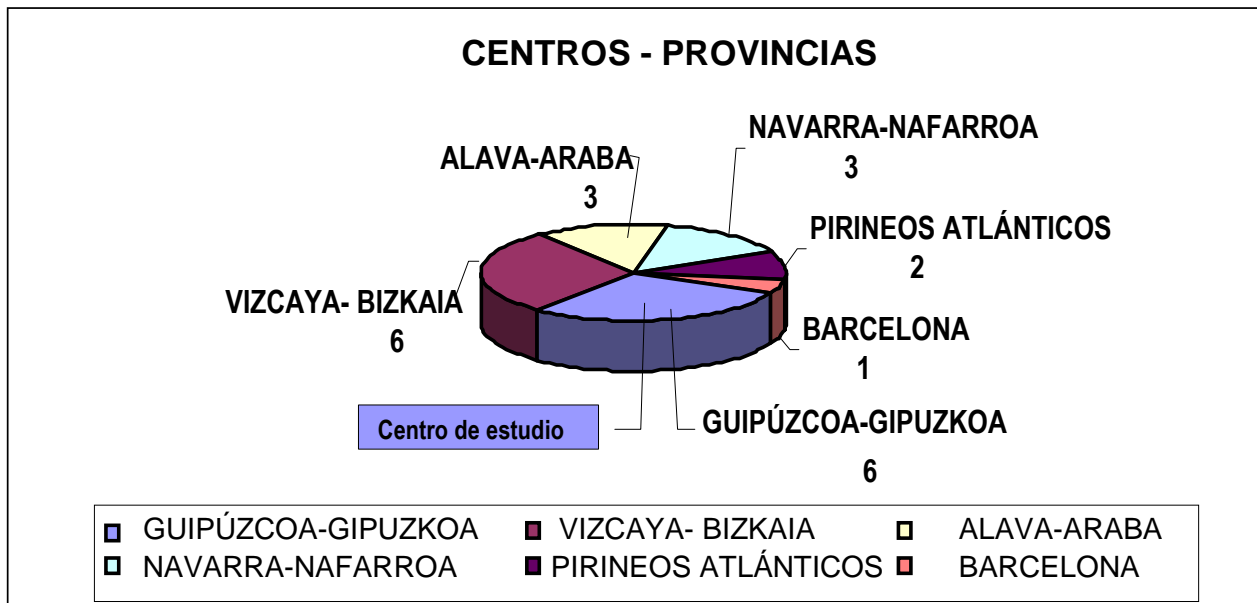 CENTROS - PROVINCIAS
NAVARRA-NAFARROA
3
ALAVA-ARABA
3
PIRINEOS ATLÁNTICOS
2
VIZCAYA- BIZKAIA
6
BARCELONA
1
Centro de estudio
GUIPÚZCOA-GIPUZKOA
6
GUIPÚZCOA-GIPUZKOA VIZCAYA- BIZKAIA ALAVA-ARABA
NAVARRA-NAFARROA PIRINEOS ATLÁNTICOS BARCELONA